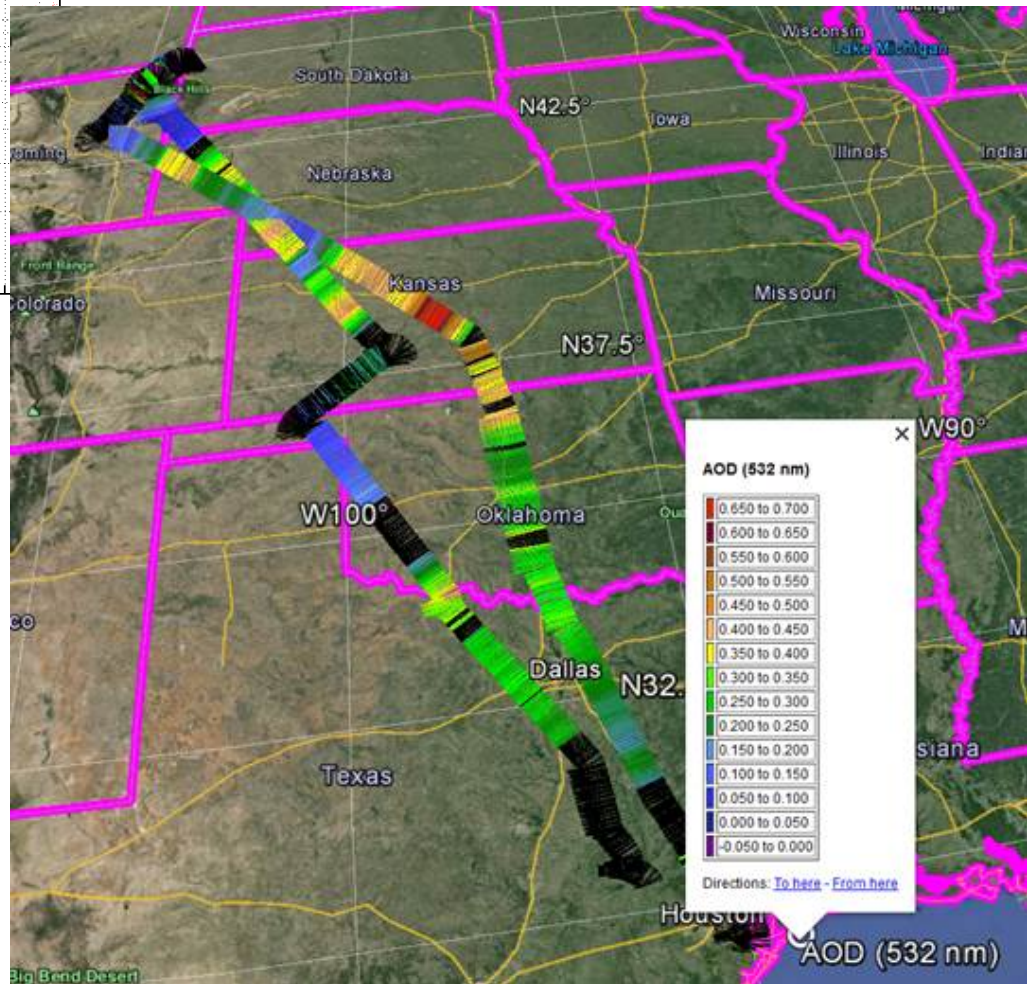 Michigan
Wisconsin
Lake Michigan
South Dakota
Black Hills
N42.5°
Iowa
yoming
Illinois
Indian
Nebraska
Front Range
Kansas
Colorado
Missouri
N37.5°
W90°
W100°
Oklahoma
Oua
co
M
Dallas
N32.
siana
Texas
Houston
Big Bend Desert
AOD (532 nm)
0.650 to 0.700
0.600 to 0.650
0.550 to 0.600
0.500 to 0.550
0.450 to 0.500
0.400 to 0.450
0.350 to 0.400
0.300 to 0.350
0.250 to 0.300
0.200 to 0.250
0.150 to 0.200
0.100 to 0.150
0.050 to 0.100
0.000 to 0.050
-0.050 to 0.000
Directions: To here - From here
AOD (532 nm)